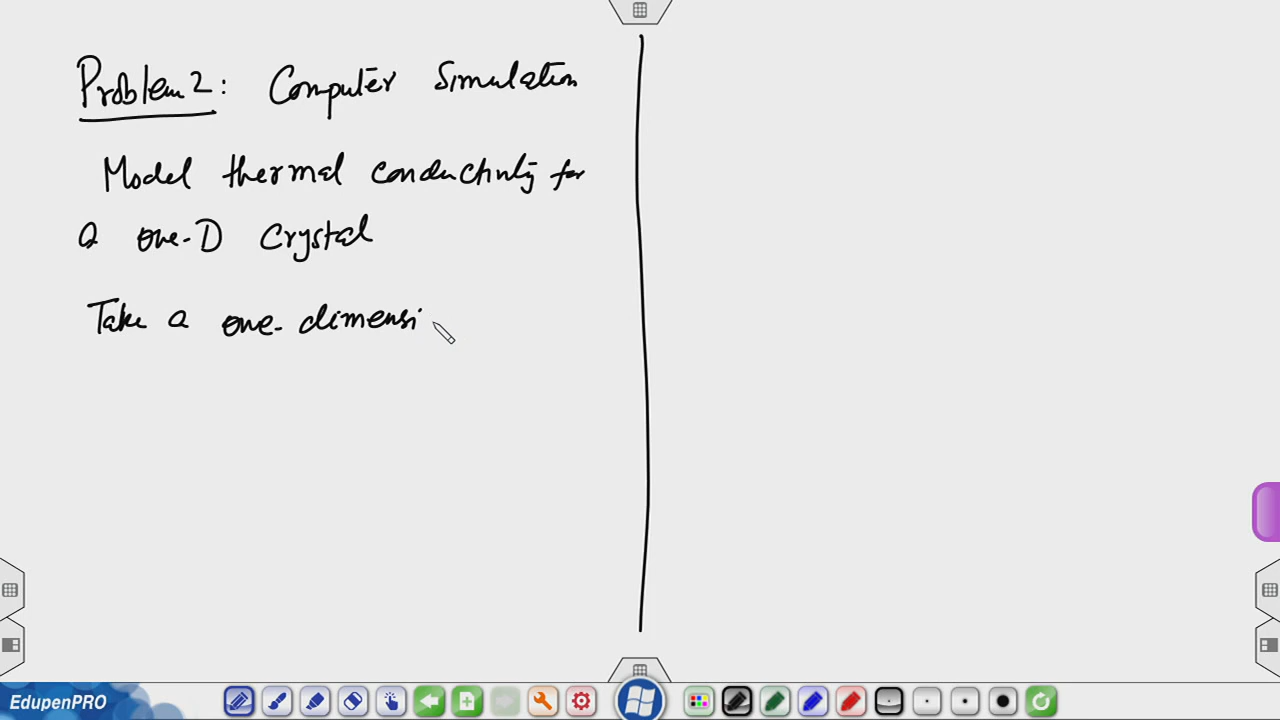 Problem 2: Computer Simulation
Model thermal conductivity for
a one-D Crystal
Take a one-dimensi
EdupenPRO